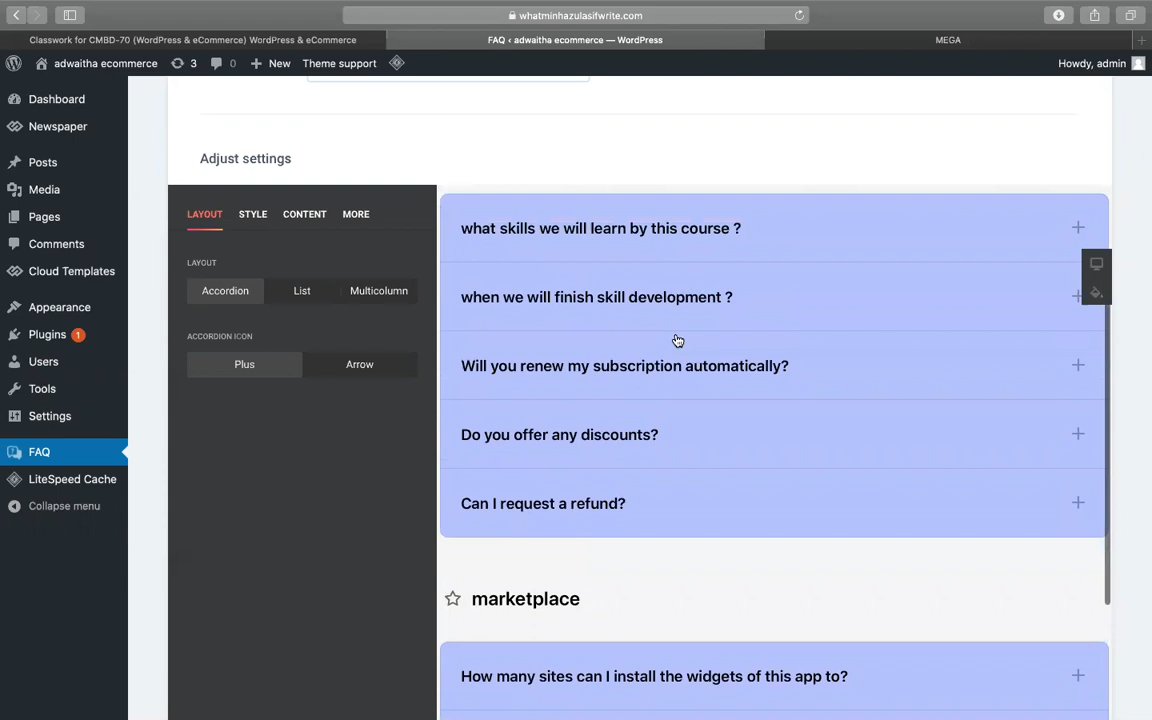 whatminhazulasifwrite.com
Classwork for CMBD-70 (WordPress & eCommerce) WordPress & eCommerce
FAQ ‹ adwaitha ecommerce — WordPress
MEGA
adwaitha ecommerce
3
0
New
Theme support
Howdy, admin
Dashboard
Newspaper
Posts
Media
Pages
Comments
Cloud Templates
Appearance
Plugins 1
Users
Tools
Settings
FAQ
LiteSpeed Cache
Collapse menu
Adjust settings
LAYOUT STYLE CONTENT MORE
LAYOUT
Accordion List Multicolumn
ACCORDION ICON
Plus Arrow
what skills we will learn by this course ?
when we will finish skill development ?
Will you renew my subscription automatically?
Do you offer any discounts?
Can I request a refund?
marketplace
How many sites can I install the widgets of this app to?